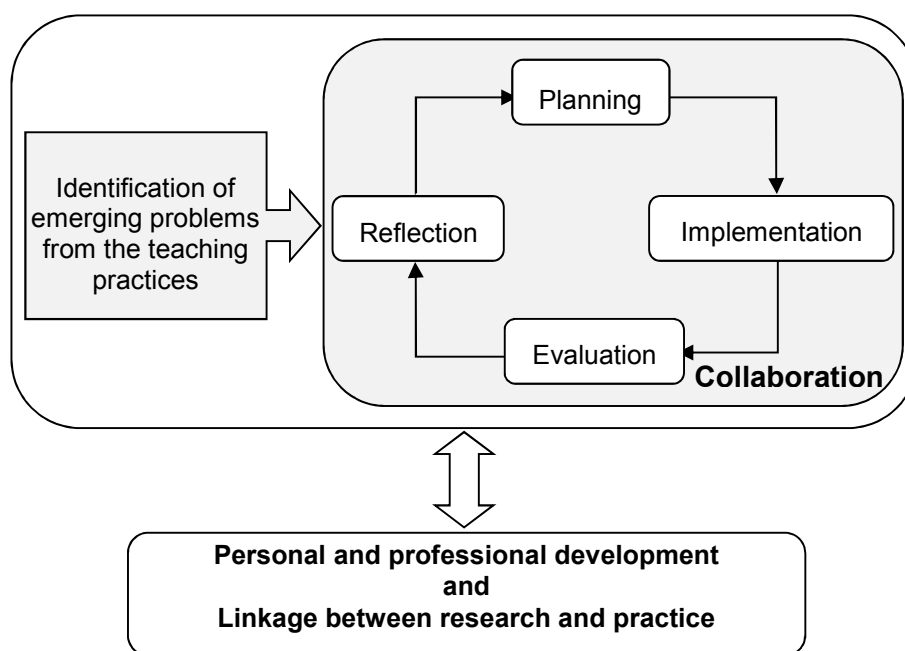 Planning
Identification of
emerging problems
from the teaching
practices
Reflection
Implementation
Evaluation
Collaboration
Personal and professional development
and
Linkage between research and practice